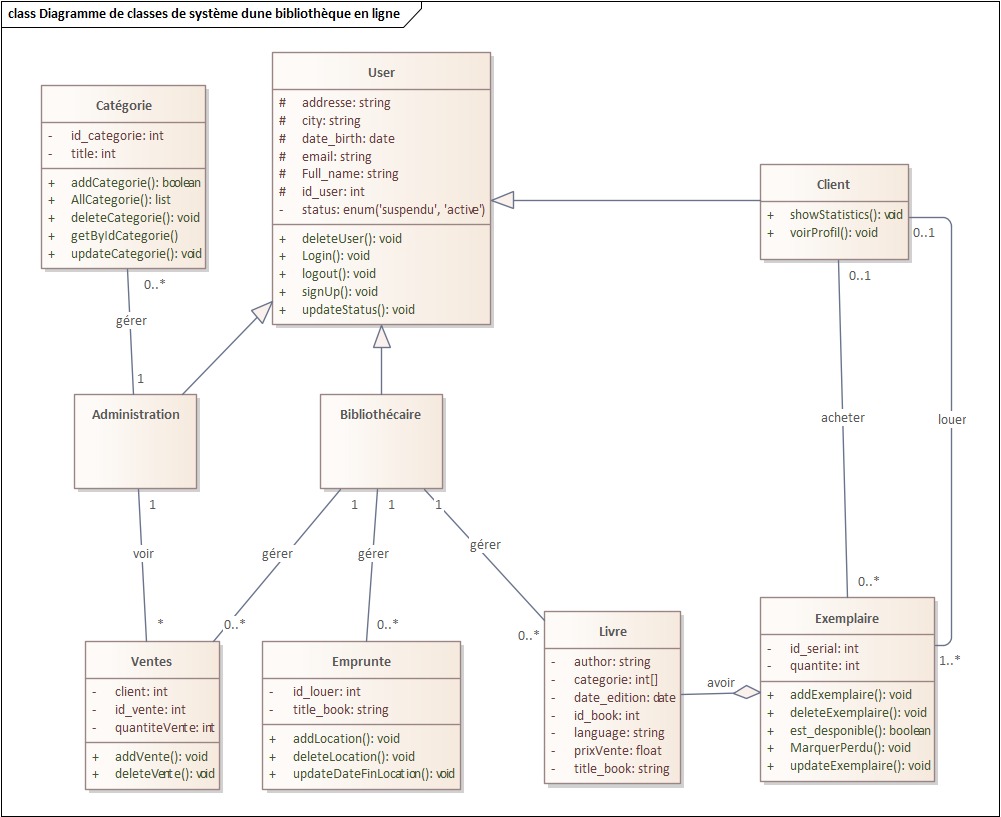 class Diagramme de classes de système dune bibliothèque en ligne
Catégorie
- id_categorie: int
- title: int
+ addCategorie(): boolean
+ AllCategorie(): list
+ deleteCategorie(): void
+ getByIdCategorie()
+ updateCategorie(): void
User
# addresse: string
# city: string
# date_birth: date
# email: string
# Full_name: string
# id_user: int
- status: enum('suspendu', 'active')
+ deleteUser(): void
+ Login(): void
+ logout(): void
+ signUp(): void
+ updateStatus(): void
Client
+ showStatistics(): void
+ voirProfil(): void
0..1
0..1
0..*
gérer
1
Administration
Bibliothécaire
acheter
louer
1
1
1
1
voir
gérer
gérer
gérer
*
0..*
0..*
0..*
0..*
1..*
Ventes
- client: int
- id_vente: int
- quantiteVente: int
+ addVente(): void
+ deleteVente(): void
Emprunte
- id_louer: int
- title_book: string
+ addLocation(): void
+ deleteLocation(): void
+ updateDateFinLocation(): void
Livre
- author: string
- categorie: int[]
- date_edition: date
- id_book: int
- language: string
- prixVente: float
- title_book: string
avoir
Exemplaire
- id_serial: int
- quantite: int
+ addExemplaire(): void
+ deleteExemplaire(): void
+ est_desponible(): boolean
+ MarquerPerdu(): void
+ updateExemplaire(): void